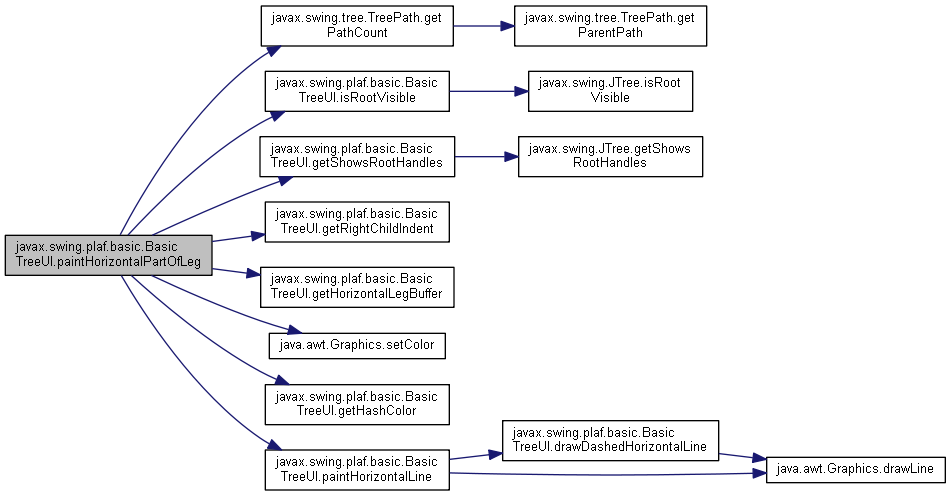 javax.swing.tree.TreePath.get
PathCount
javax.swing.tree.TreePath.get
ParentPath
javax.swing.plaf.basic.Basic
TreeUI.isRootVisible
javax.swing.JTree.isRoot
Visible
javax.swing.plaf.basic.Basic
TreeUI.getShowsRootHandles
javax.swing.JTree.getShows
RootHandles
javax.swing.plaf.basic.Basic
TreeUI.getRightChildIndent
javax.swing.plaf.basic.Basic
TreeUI.paintHorizontalPartOfLeg
javax.swing.plaf.basic.Basic
TreeUI.getHorizontalLegBuffer
java.awt.Graphics.setColor
javax.swing.plaf.basic.Basic
TreeUI.getHashColor
javax.swing.plaf.basic.Basic
TreeUI.drawDashedHorizontalLine
javax.swing.plaf.basic.Basic
TreeUI.paintHorizontalLine
java.awt.Graphics.drawLine